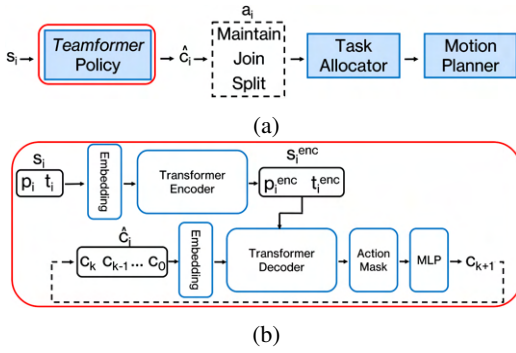 a_i
s_i Teamformer Policy ĉ_i Maintain Join Split Task Allocator Motion Planner
(a)
s_i s_i^enc
p_i t_i Embedding Transformer Encoder p_i^enc t_i^enc
ĉ_i
c_k c_k-1 ... c_0 Embedding Transformer Decoder Action Mask MLP c_k+1
(b)